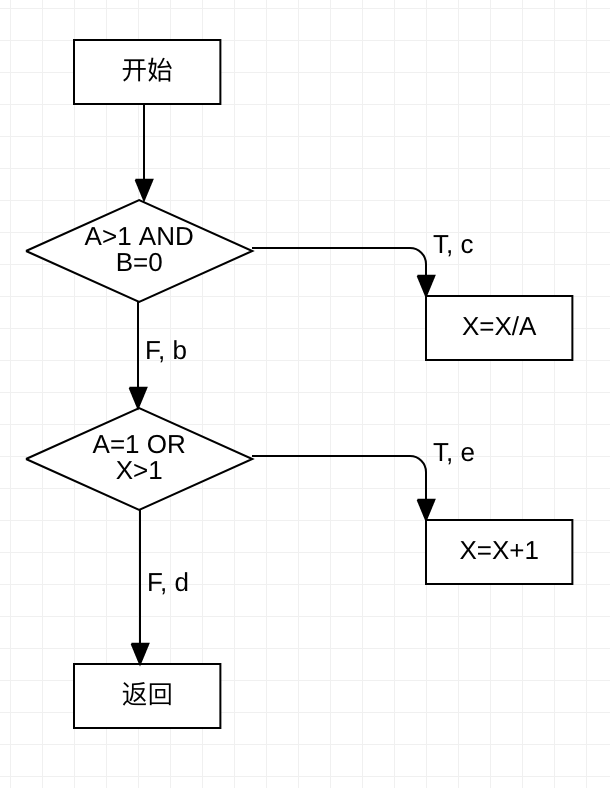 开始
A>1 AND
B=0
T, c
X=X/A
F, b
A=1 OR
X>1
T, e
X=X+1
F, d
返回